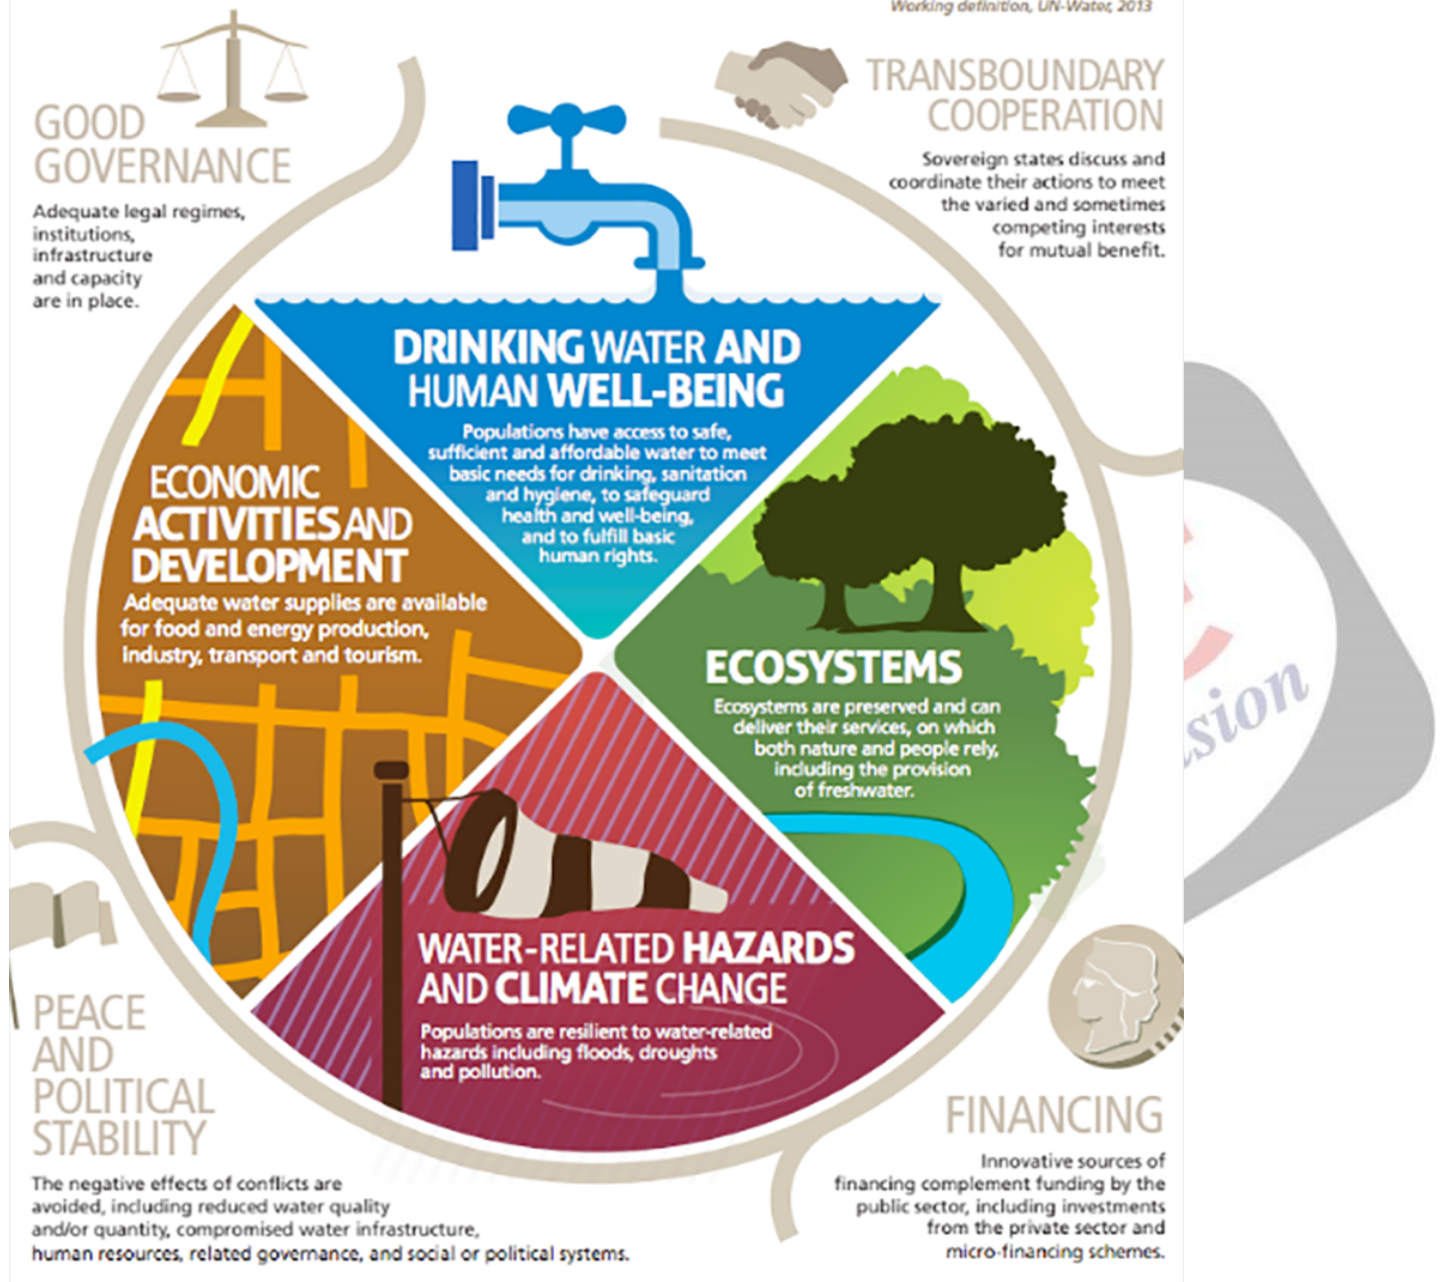 Working definition, UN-Water, 2013
GOOD
GOVERNANCE
Adequate legal regimes,
institutions,
infrastructure
and capacity
are in place.
TRANSBOUNDARY
COOPERATION
Sovereign states discuss and
coordinate their actions to meet
the varied and sometimes
competing interests
for mutual benefit.
DRINKING WATER AND
HUMAN WELL-BEING
Populations have access to safe,
sufficient and affordable water to meet
basic needs for drinking, sanitation
and hygiene, to safeguard
health and well-being,
and to fulfill basic
human rights.
ECONOMIC
ACTIVITIES AND
DEVELOPMENT
Adequate water supplies are available
for food and energy production,
industry, transport and tourism.
ECOSYSTEMS
Ecosystems are preserved and can
deliver their services, on which
both nature and people rely,
including the provision
of freshwater.
WATER-RELATED HAZARDS
AND CLIMATE CHANGE
Populations are resilient to water-related
hazards including floods, droughts
and pollution.
PEACE
AND
POLITICAL
STABILITY
The negative effects of conflicts are
avoided, including reduced water quality
and/or quantity, compromised water infrastructure,
human resources, related governance, and social or political systems.
FINANCING
Innovative sources of
financing complement funding by the
public sector, including investments
from the private sector and
micro-financing schemes.